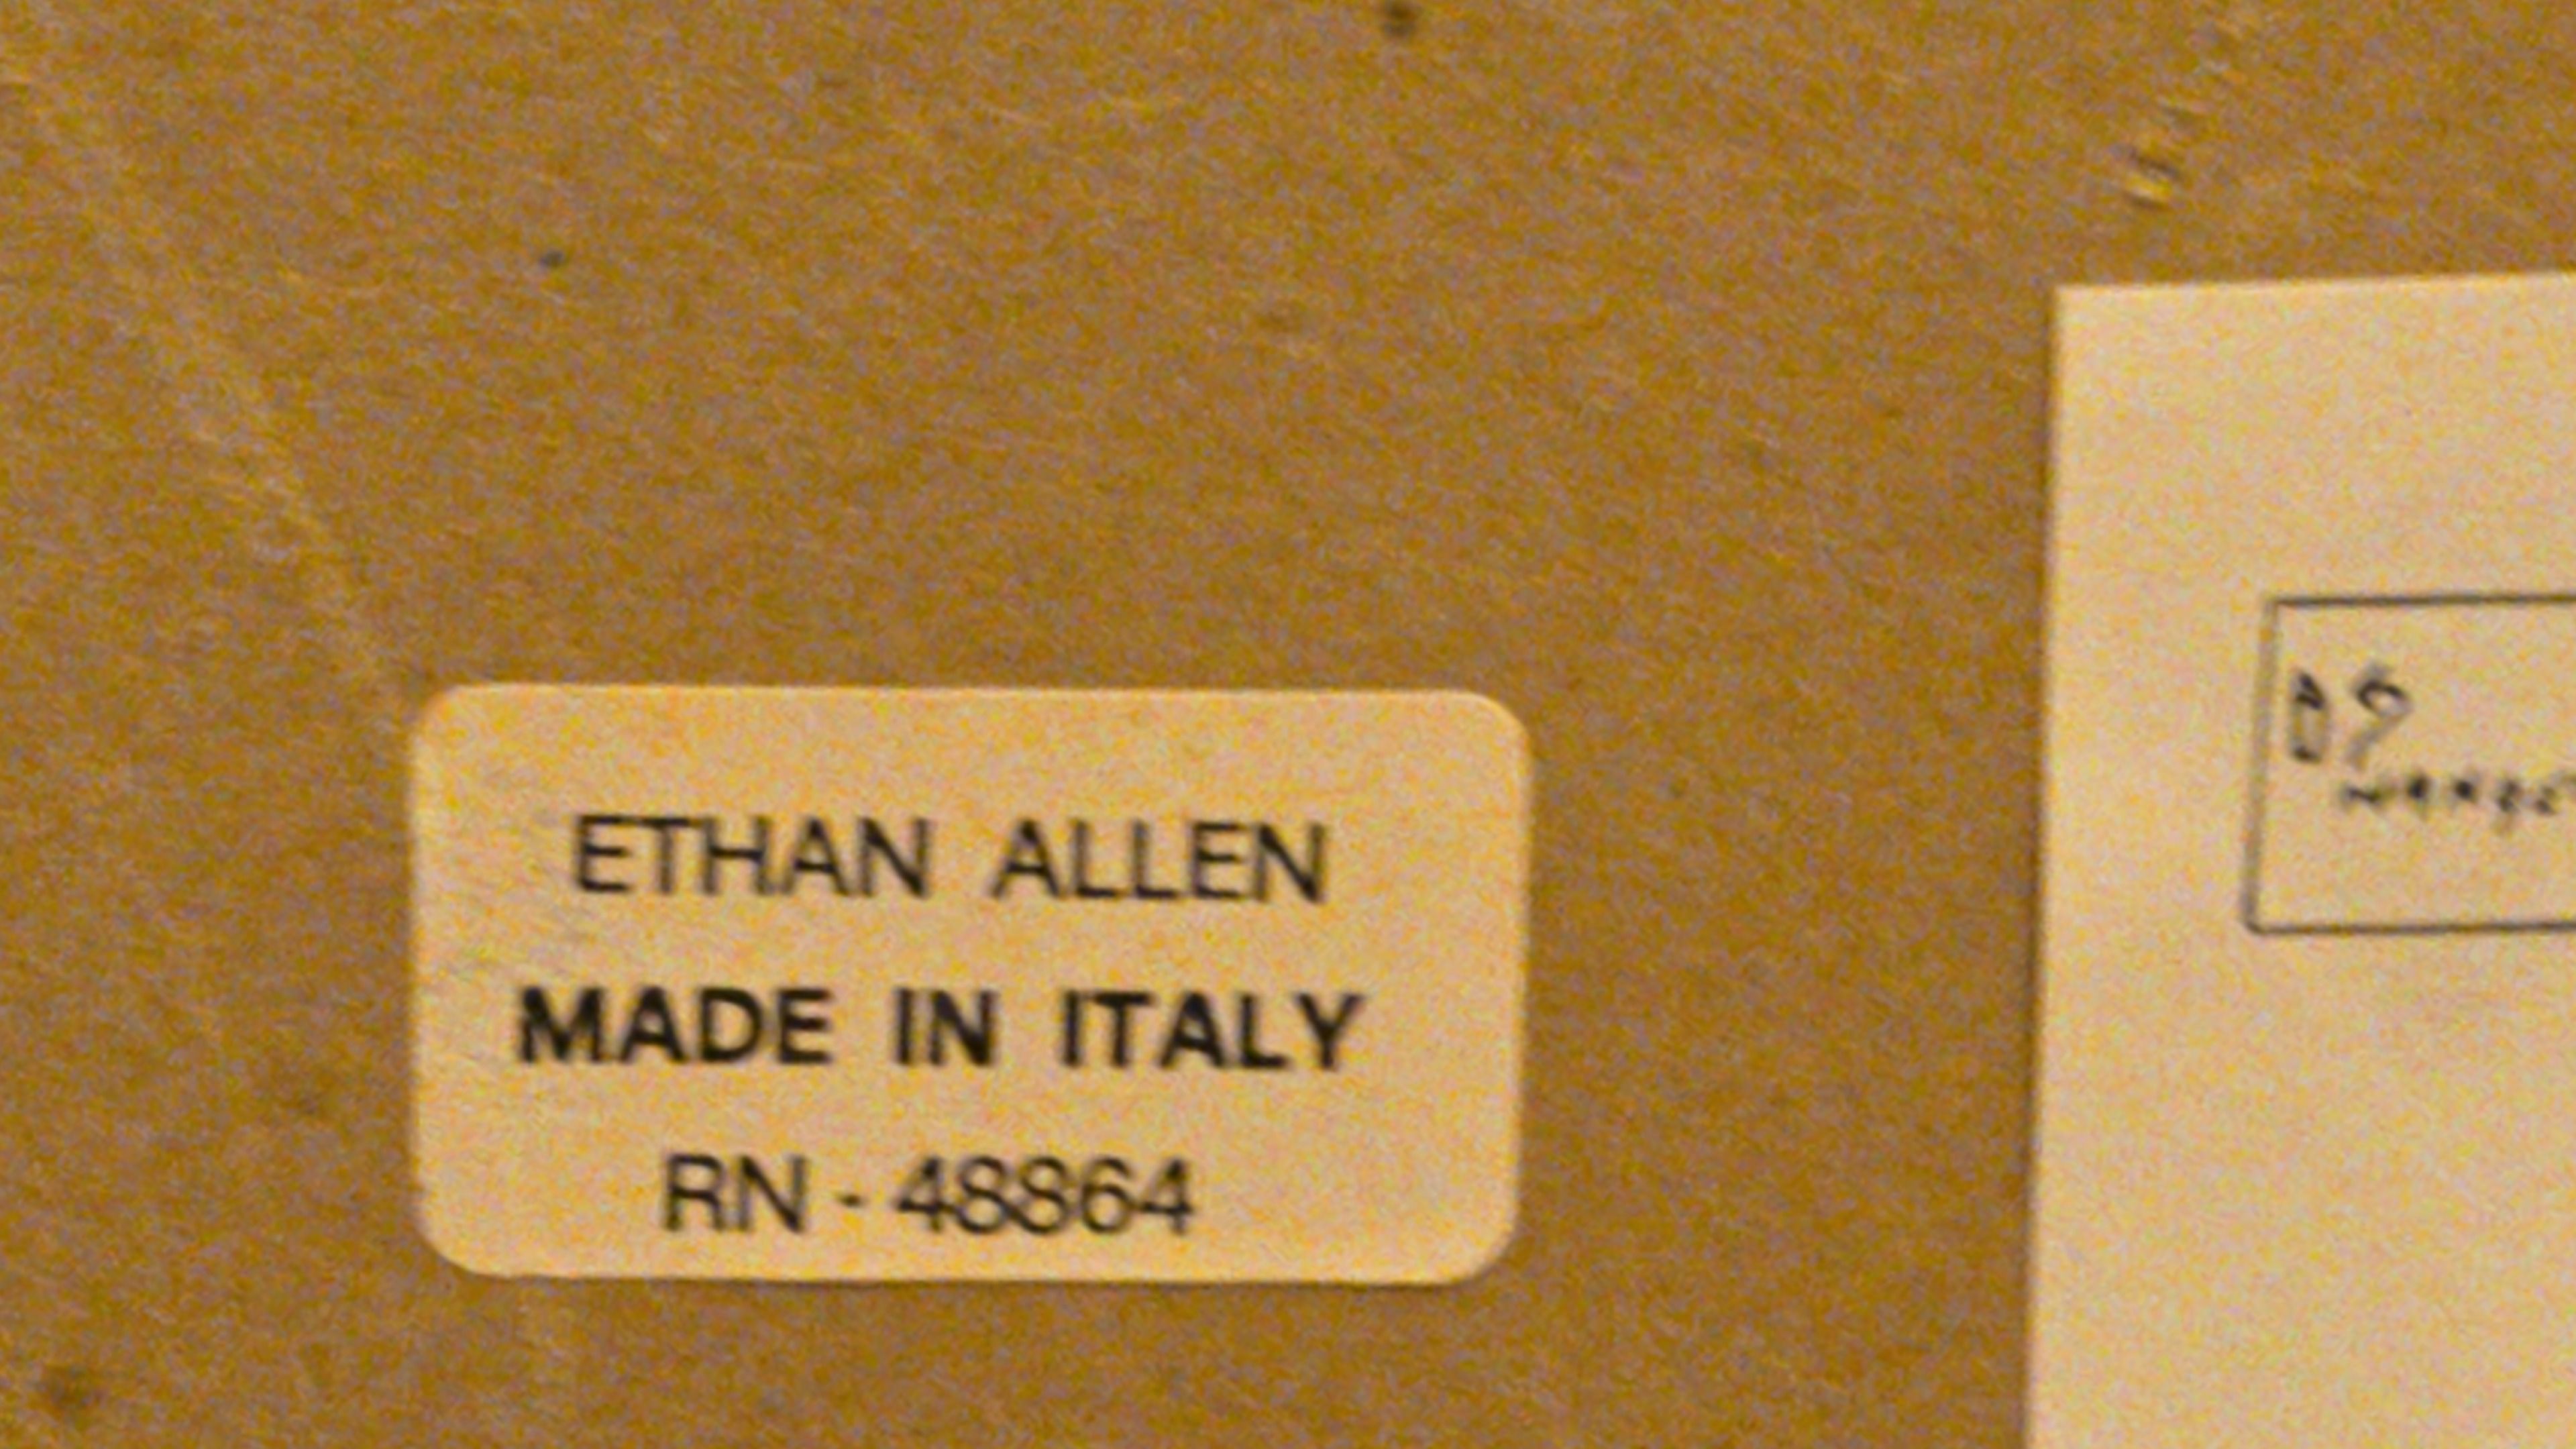 ETHAN ALLEN
MADE IN ITALY
RN - 48864